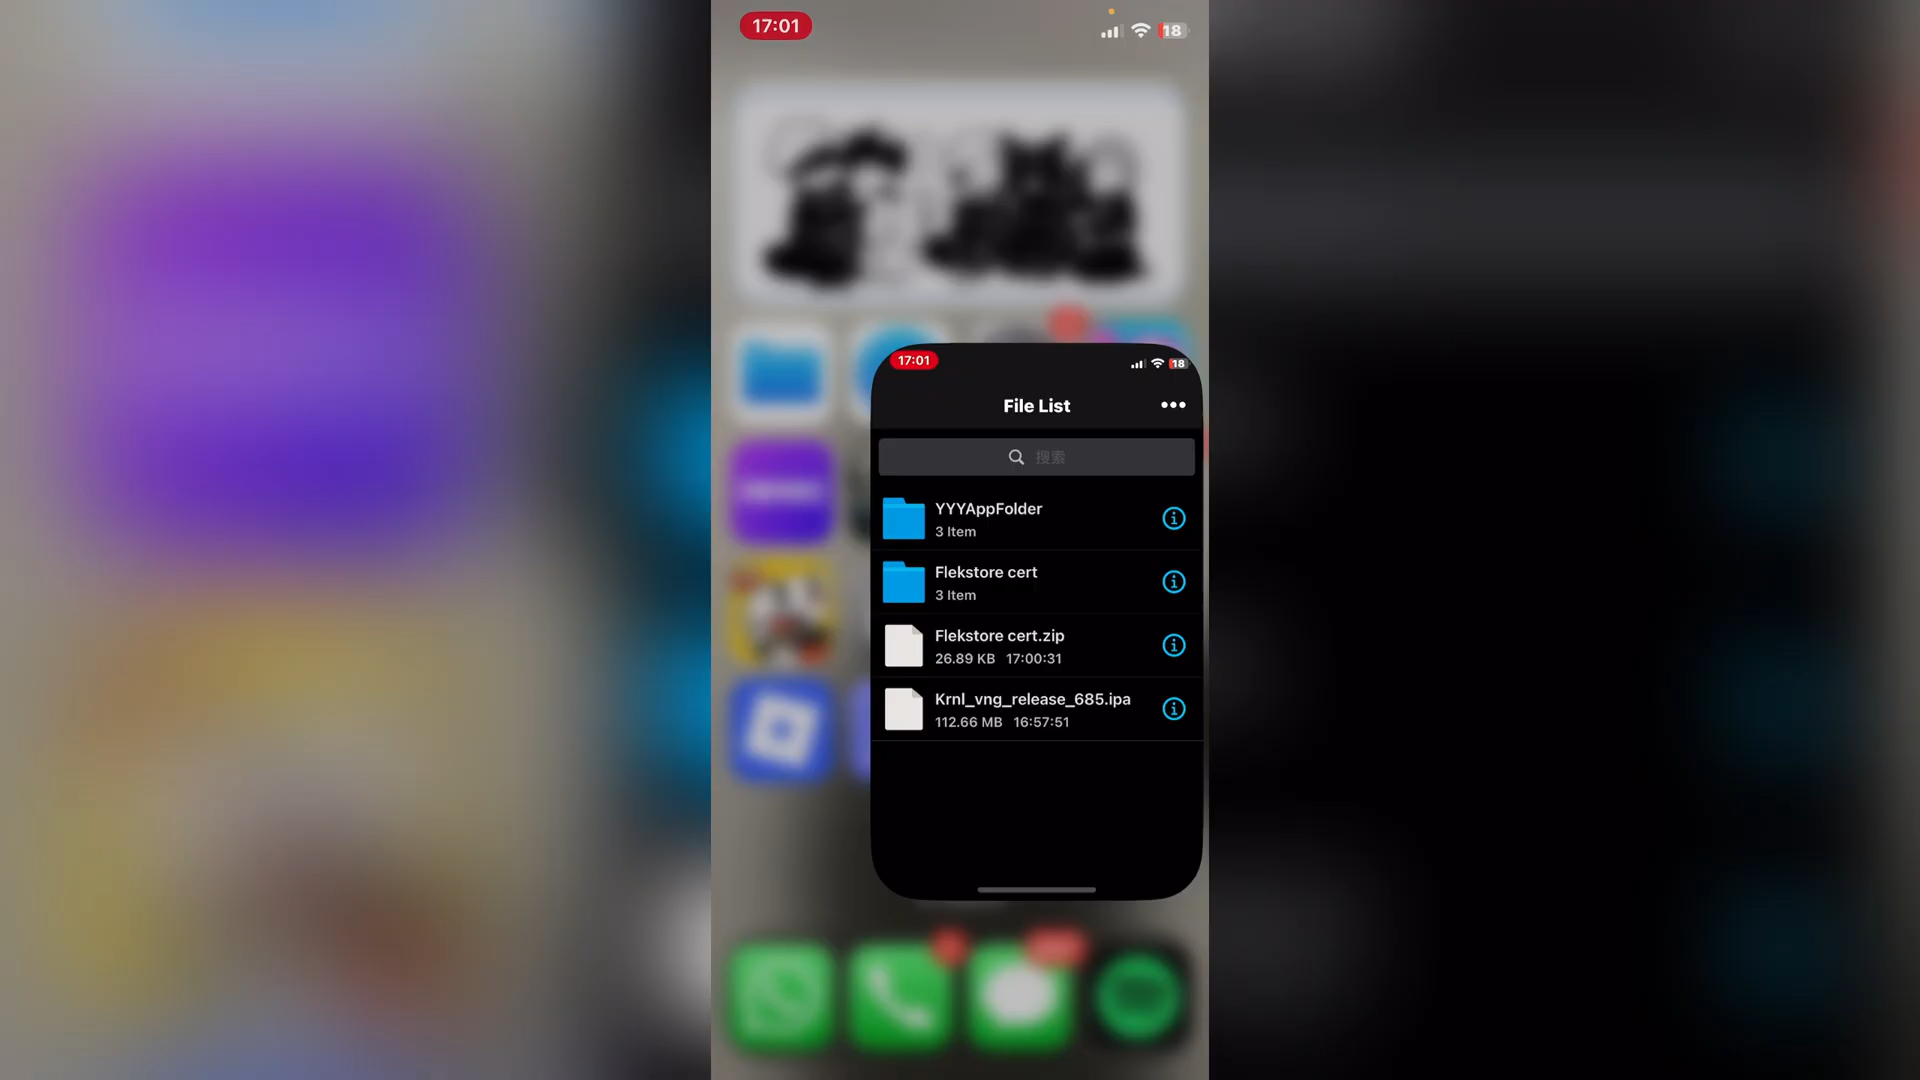 17:01
18
17:01
18
File List
搜索
YYYAppFolder
3 Item
Flekstore cert
3 Item
Flekstore cert.zip
26.89 KB 17:00:31
Krnl_vng_release_685.ipa
112.66 MB 16:57:51